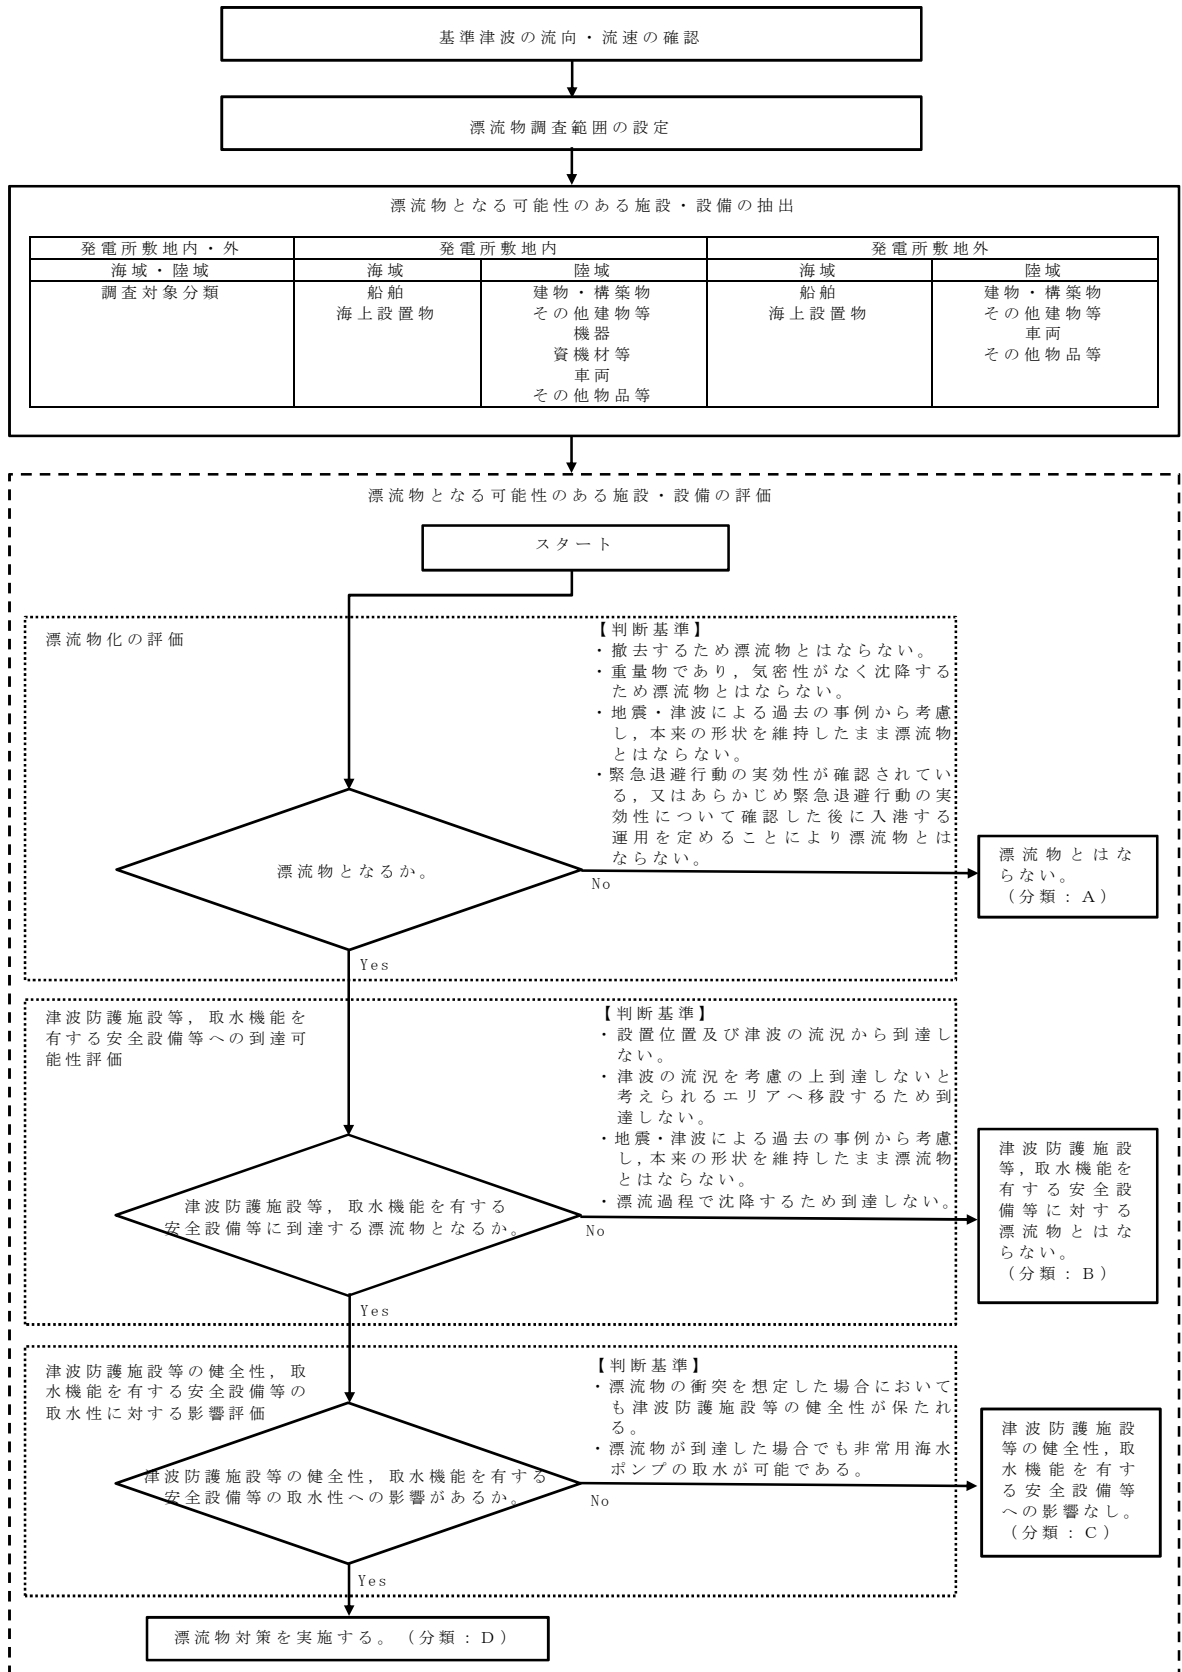 基準津波の流向・流速の確認
漂流物調査範囲の設定
漂流物となる可能性のある施設・設備の抽出
発電所敷地内・外 発電所敷地内 発電所敷地外
海域・陸域 海域 陸域 海域 陸域
調査対象分類 船舶 建物・構築物 船舶 建物・構築物
海上設置物 その他建物等 海上設置物 その他建物等
機器 車両
資機材等 その他物品等
車両
その他物品等
漂流物となる可能性のある施設・設備の評価
スタート
漂流物化の評価
【判断基準】
・撤去するため漂流物とはならない。
・重量物であり，気密性がなく沈降する
ため漂流物とはならない。
・地震・津波による過去の事例から考慮
し，本来の形状を維持したまま漂流物
とはならない。
・緊急退避行動の実効性が確認されてい
る，又はあらかじめ緊急退避行動の実
効性について確認した後に入港する
運用を定めることにより漂流物とは
ならない。
漂流物となるか。
No
漂流物とはな
らない。
（分類：A）
Yes
津波防護施設等，取水機能を
有する安全設備等への到達可
能性評価
【判断基準】
・設置位置及び津波の流況から到達し
ない。
・津波の流況を考慮の上到達しないと
考えられるエリアへ移設するため到
達しない。
・地震・津波による過去の事例から考慮
し，本来の形状を維持したまま漂流物
とはならない。
・漂流過程で沈降するため到達しない。
津波防護施設等，取水機能を有する
安全設備等に到達する漂流物となるか。
No
津波防護施設
等，取水機能を
有する安全設
備等に対する
漂流物とはな
らない。
（分類：B）
Yes
津波防護施設等の健全性，取
水機能を有する安全設備等の
取水性に対する影響評価
【判断基準】
・漂流物の衝突を想定した場合において
も津波防護施設等の健全性が保たれ
る。
・漂流物が到達した場合でも非常用海水
ポンプの取水が可能である。
津波防護施設等の健全性，取水機能を有する
安全設備等の取水性への影響があるか。
No
津波防護施設
等の健全性，取
水機能を有す
る安全設備等
への影響なし。
（分類：C）
Yes
漂流物対策を実施する。（分類：D）